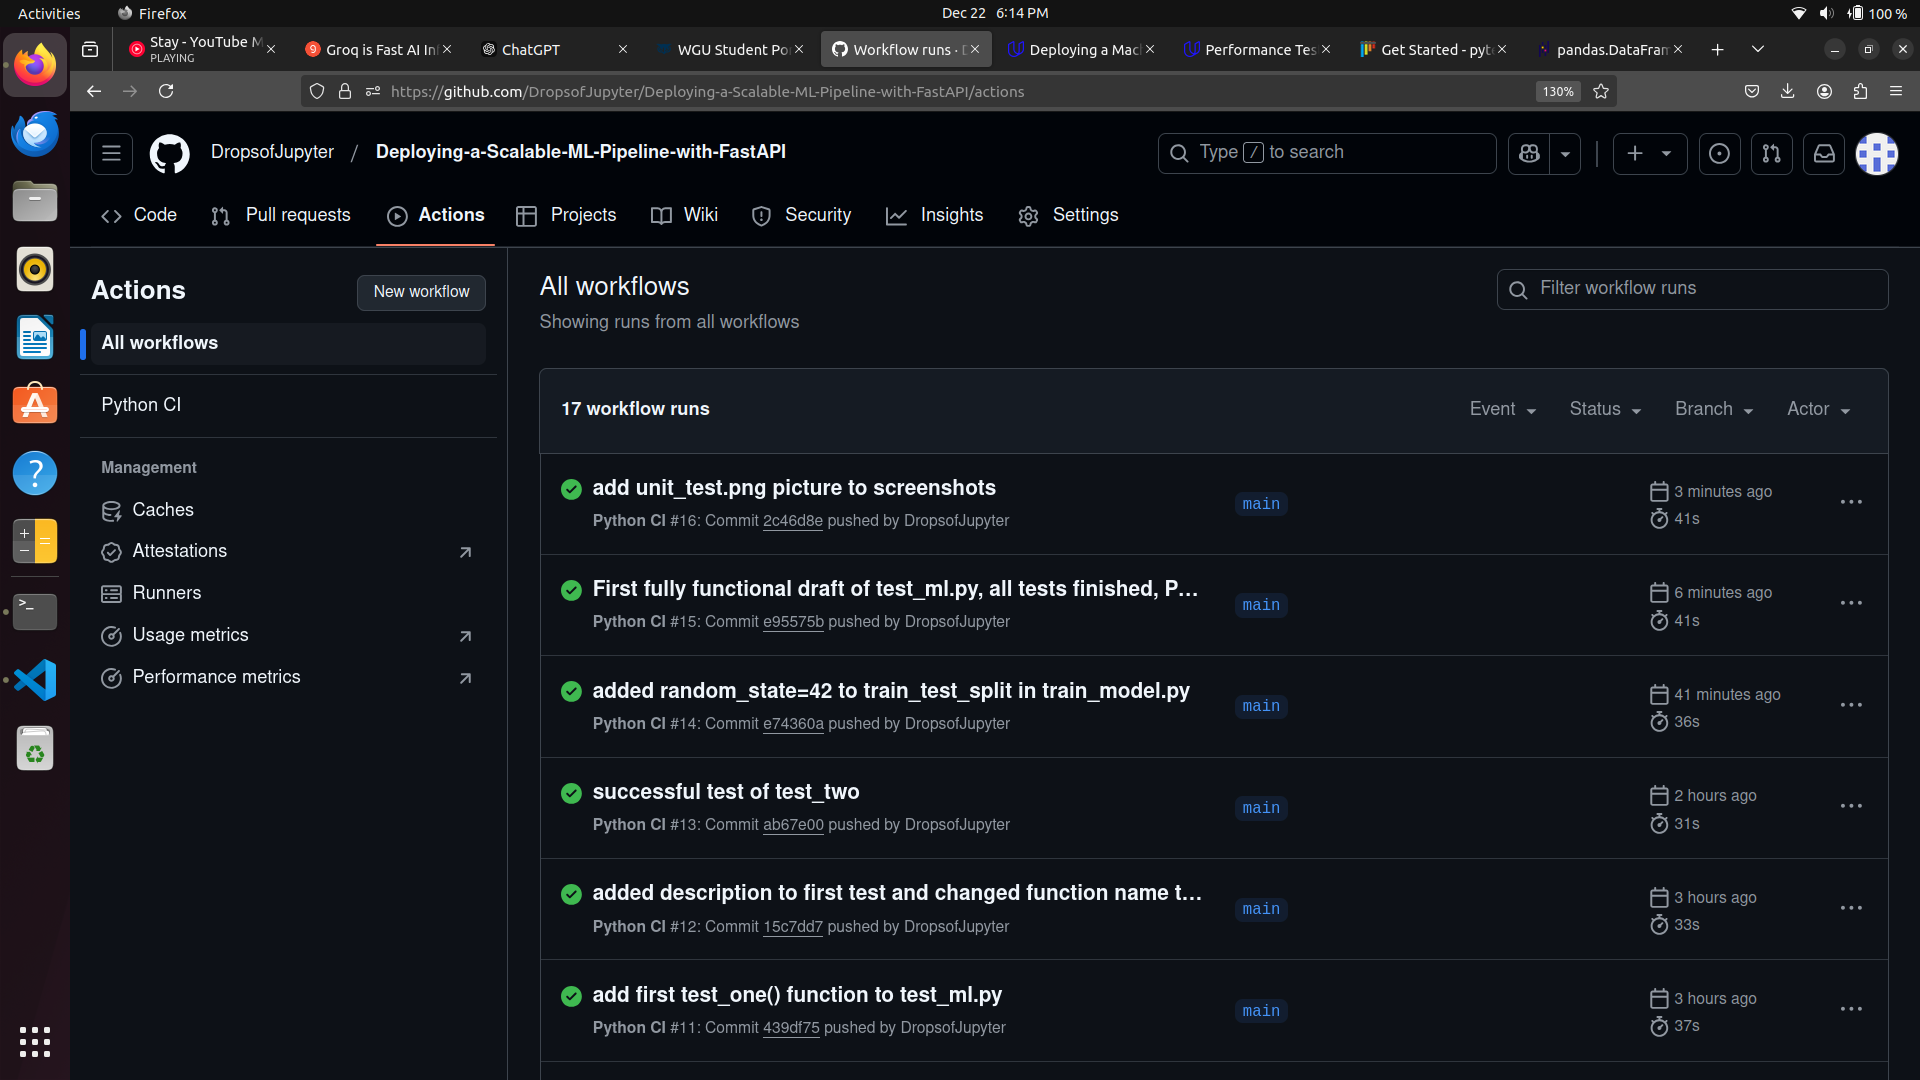 Activities
Firefox
Dec 22 6:14 PM
100 %
Stay - YouTube M
PLAYING
Groq is Fast AI Inf
ChatGPT
WGU Student Por
Workflow runs · D
Deploying a Mach
Performance Tes
Get Started - pyte
pandas.DataFram
https://github.com/DropsofJupyter/Deploying-a-Scalable-ML-Pipeline-with-FastAPI/actions
130%
DropsofJupyter / Deploying-a-Scalable-ML-Pipeline-with-FastAPI
Type / to search
Code
Pull requests
Actions
Projects
Wiki
Security
Insights
Settings
Actions
New workflow
All workflows
Python CI
Management
Caches
Attestations
Runners
Usage metrics
Performance metrics
All workflows
Showing runs from all workflows
Filter workflow runs
17 workflow runs
Event
Status
Branch
Actor
add unit_test.png picture to screenshots
Python CI #16: Commit 2c46d8e pushed by DropsofJupyter
main
3 minutes ago
41s
First fully functional draft of test_ml.py, all tests finished, P...
Python CI #15: Commit e95575b pushed by DropsofJupyter
main
6 minutes ago
41s
added random_state=42 to train_test_split in train_model.py
Python CI #14: Commit e74360a pushed by DropsofJupyter
main
41 minutes ago
36s
successful test of test_two
Python CI #13: Commit ab67e00 pushed by DropsofJupyter
main
2 hours ago
31s
added description to first test and changed function name t...
Python CI #12: Commit 15c7dd7 pushed by DropsofJupyter
main
3 hours ago
33s
add first test_one() function to test_ml.py
Python CI #11: Commit 439df75 pushed by DropsofJupyter
main
3 hours ago
37s